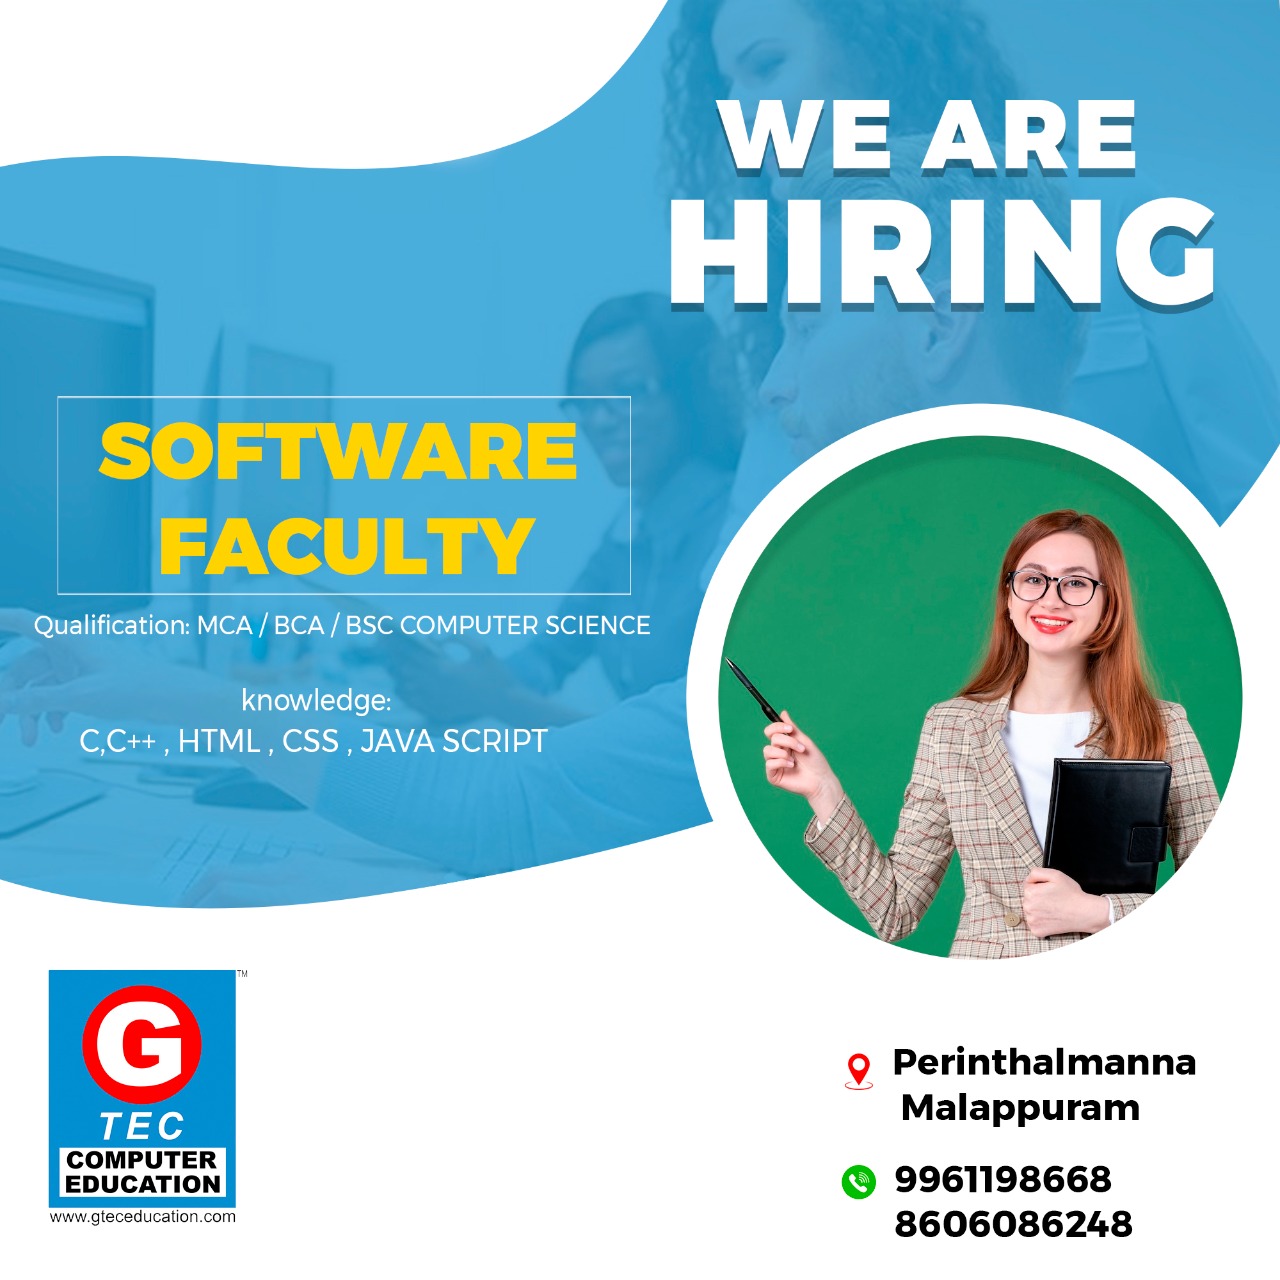 WE ARE
HIRING
SOFTWARE
FACULTY
Qualification: MCA / BCA / BSC COMPUTER SCIENCE
knowledge:
C,C++ , HTML , CSS , JAVA SCRIPT
G
TM
TEC
COMPUTER
EDUCATION
www.gteceducation.com
Perinthalmanna
Malappuram
9961198668
8606086248